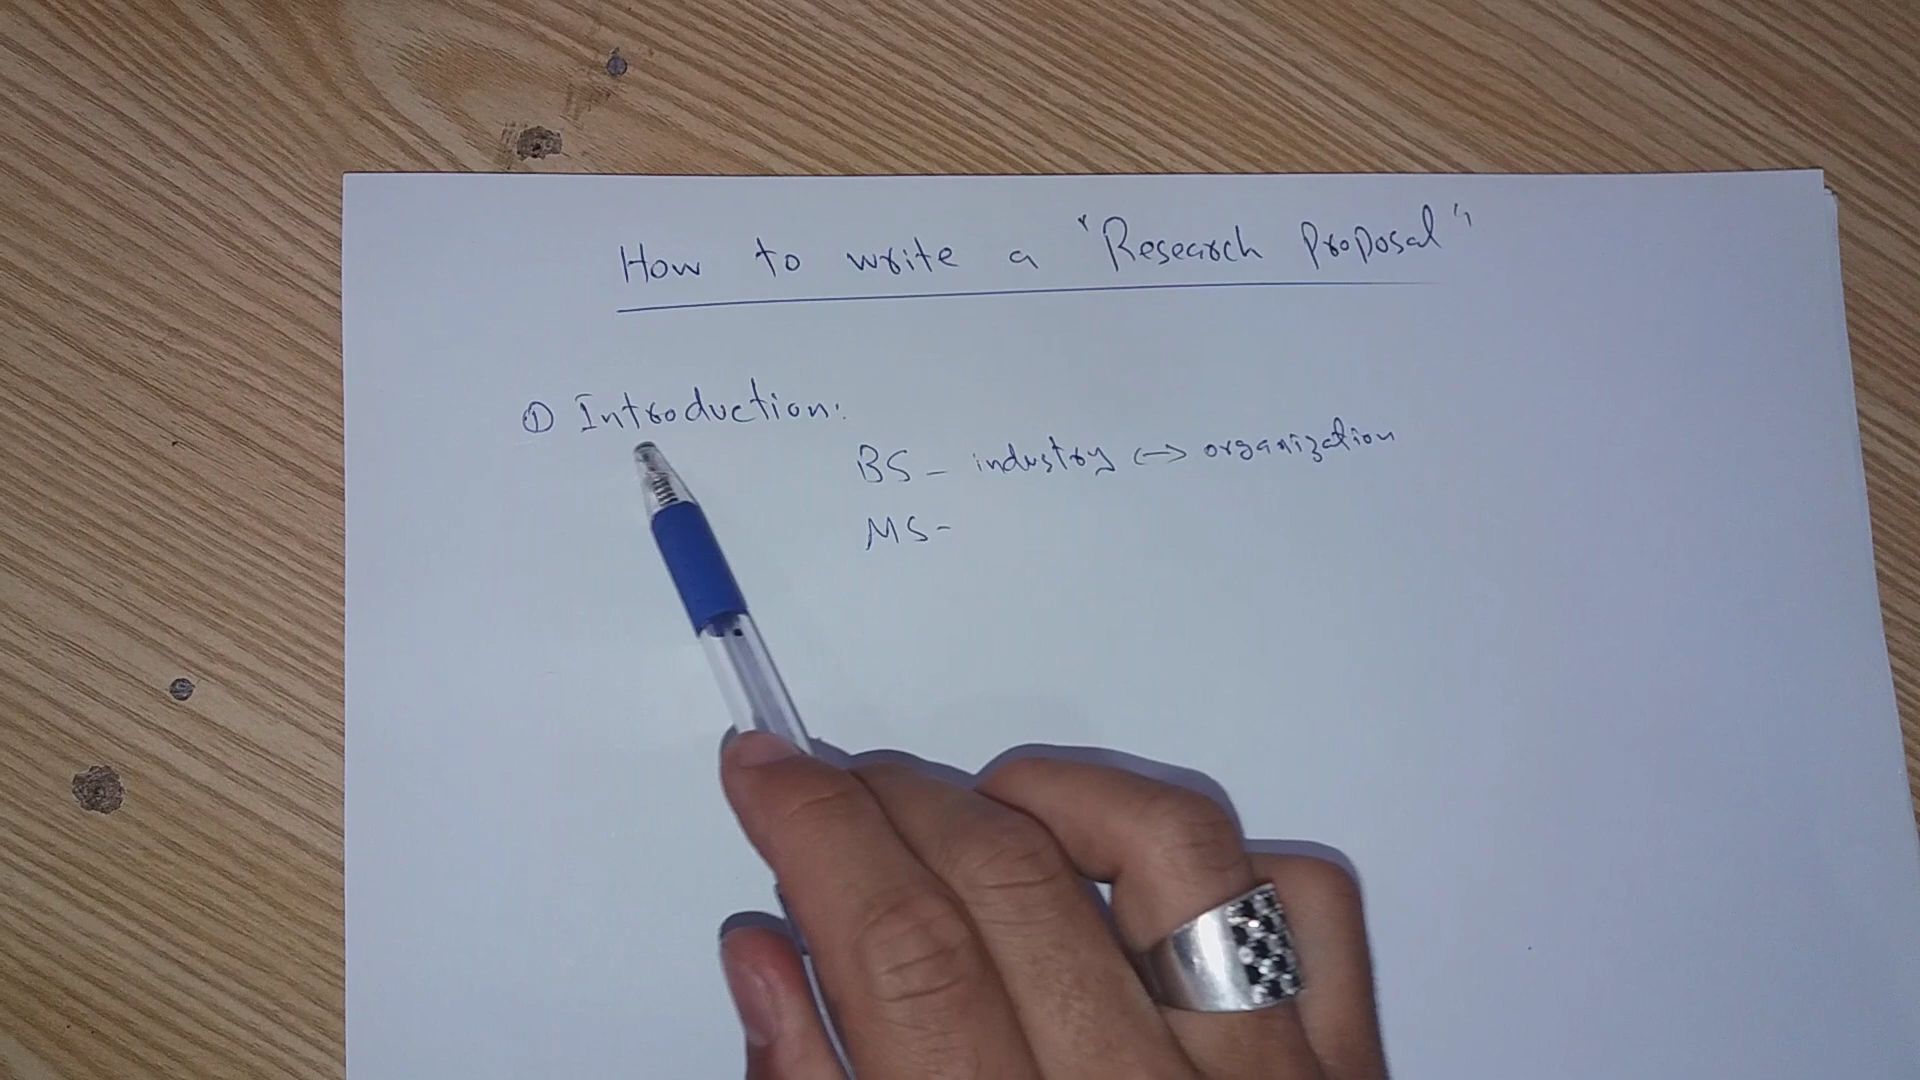 How to write a "Research Proposal"
① Introduction:
BS - industry ↔ organization
MS -